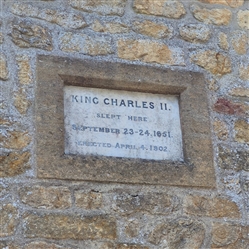 KING CHARLES II.
SLEPT HERE
SEPTEMBER 23-24.1651.
ERECTED APRIL 4.1902.